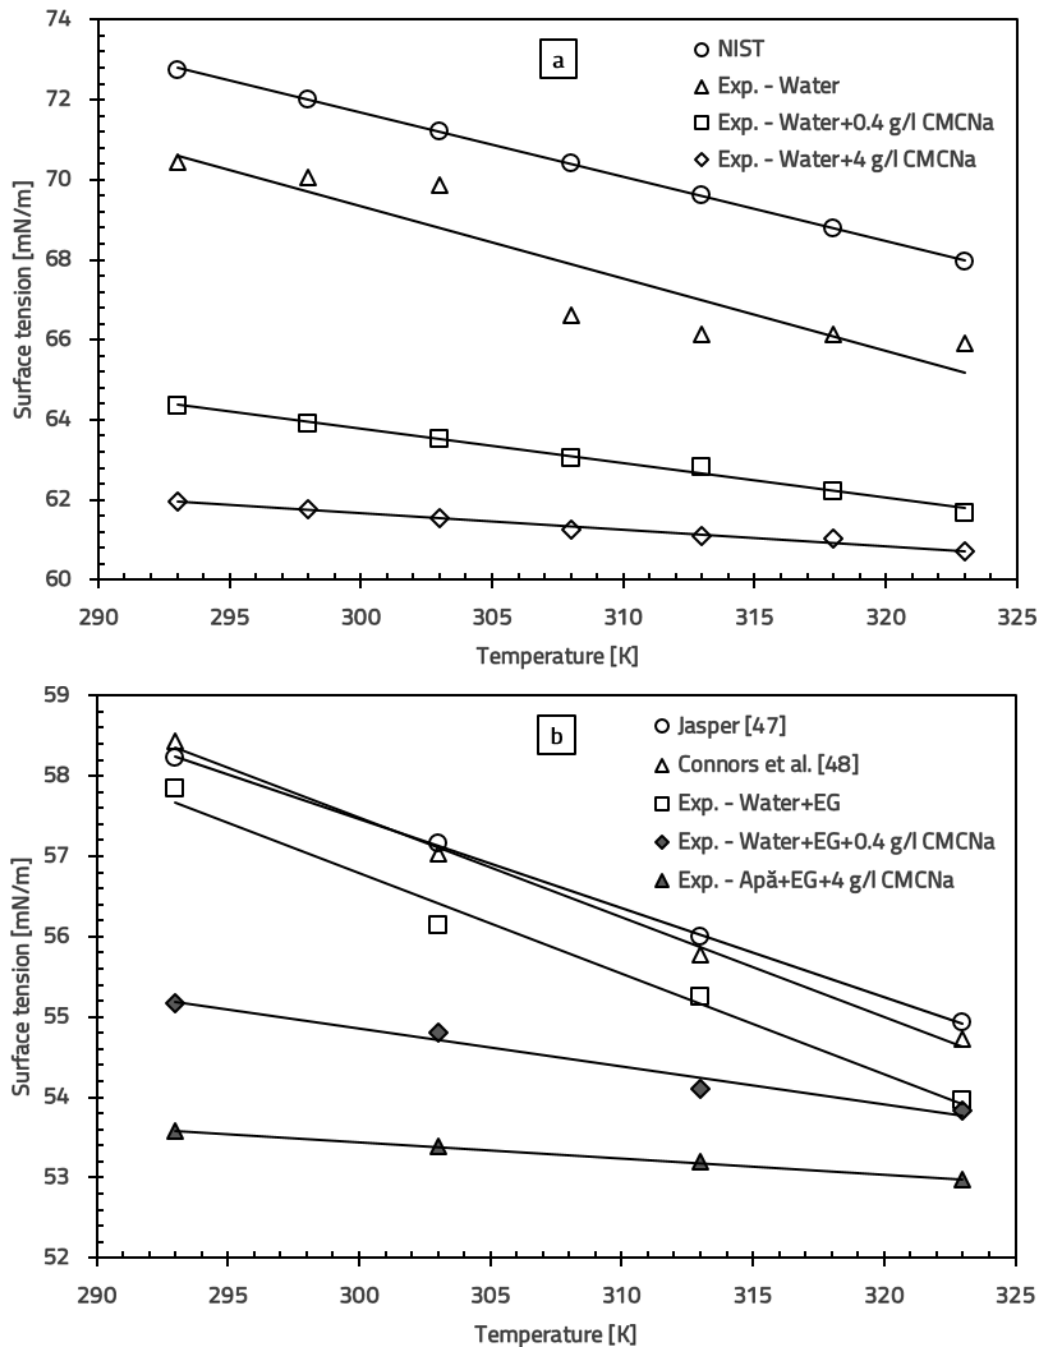 74
72
70
68
66
64
62
60
Surface tension [mN/m]
a
NIST
Exp. - Water
Exp. - Water+0.4 g/l CMCNa
Exp. - Water+4 g/l CMCNa
290 295 300 305 310 315 320 325
Temperature [K]
59
58
57
56
55
54
53
52
Surface tension [mN/m]
b
Jasper [47]
Connors et al. [48]
Exp. - Water+EG
Exp. - Water+EG+0.4 g/l CMCNa
Exp. - Apă+EG+4 g/l CMCNa
290 295 300 305 310 315 320 325
Temperature [K]